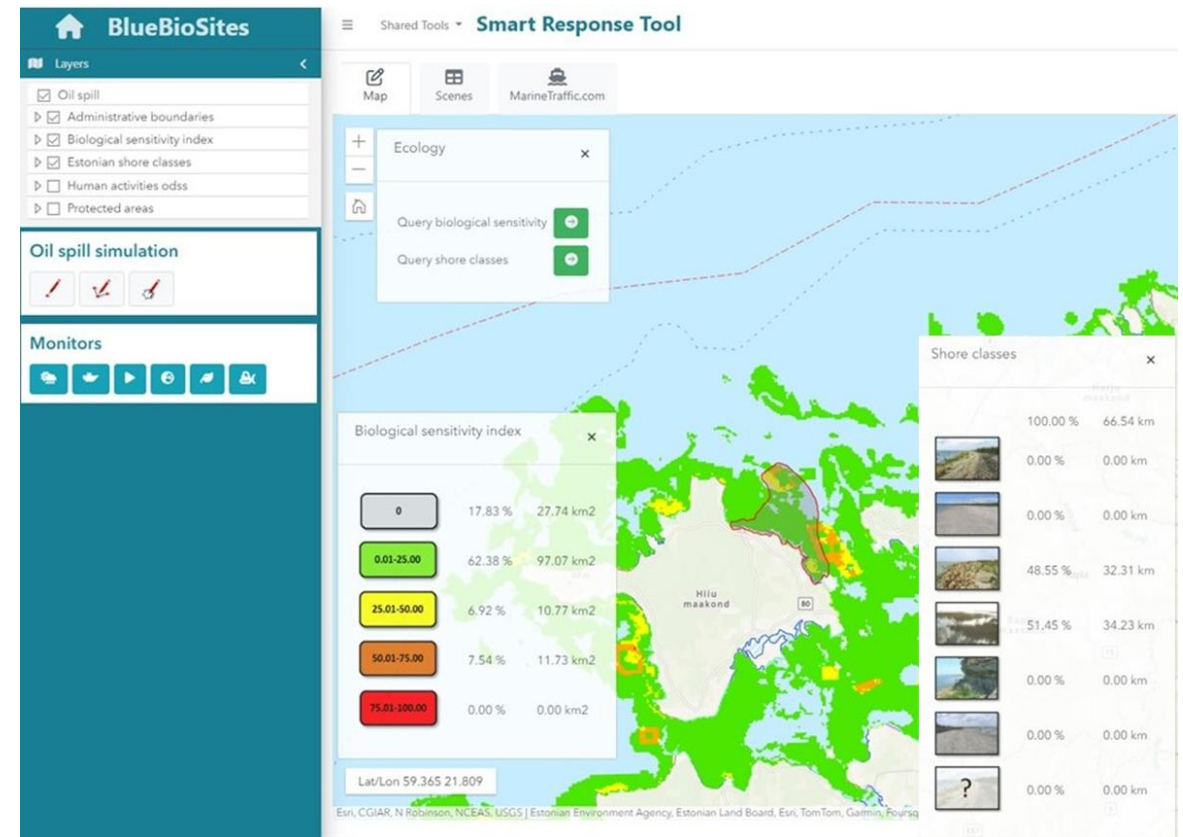 BlueBioSites
Layers
Oil spill
Administrative boundaries
Biological sensitivity index
Estonian shore classes
Human activities odss
Protected areas
Oil spill simulation
Monitors
Shared Tools
Smart Response Tool
Map
Scenes
MarineTraffic.com
+
−
Ecology
×
Query biological sensitivity
Query shore classes
Biological sensitivity index
×
0 17.83 % 27.74 km2
0.01-25.00 62.38 % 97.07 km2
25.01-50.00 6.92 % 10.77 km2
50.01-75.00 7.54 % 11.73 km2
75.01-100.00 0.00 % 0.00 km2
Hiiu
maakond
80
Shore classes
×
Harju
maakond
100.00 % 66.54 km
0.00 % 0.00 km
0.00 % 0.00 km
48.55 % 32.31 km
51.45 % 34.23 km
0.00 % 0.00 km
0.00 % 0.00 km
? 0.00 % 0.00 km
Lat/Lon 59.365 21.809
Esri, CGIAR, N Robinson, NCEAS, USGS | Estonian Environment Agency, Estonian Land Board, Esri, TomTom, Garmin, Foursq